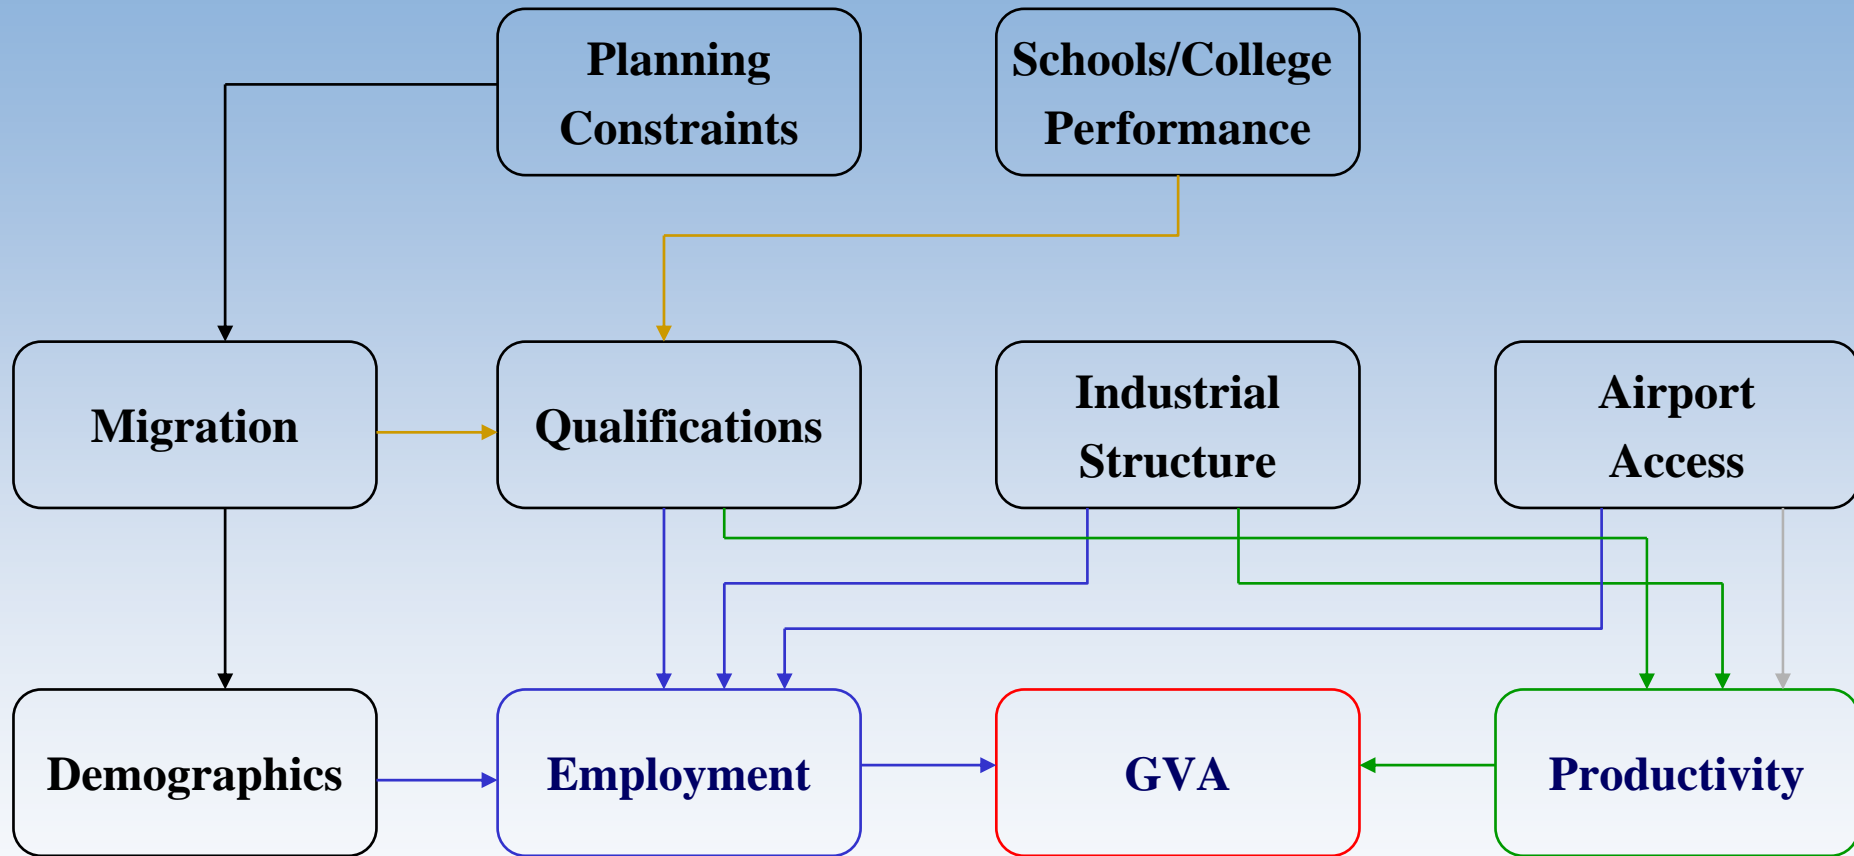 Planning
Constraints
Schools/College
Performance
Migration
Qualifications
Industrial
Structure
Airport
Access
Demographics
Employment
GVA
Productivity